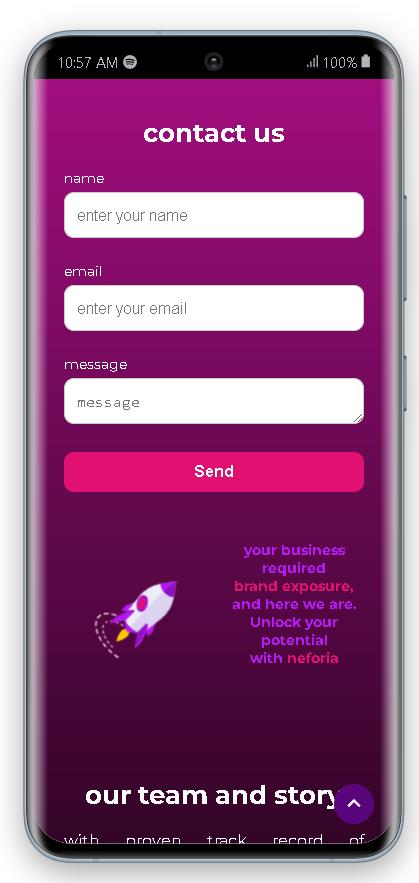 10:57 AM
100%
contact us
name
enter your name
email
enter your email
message
message
Send
your business
required
brand exposure,
and here we are.
Unlock your
potential
with neforia
our team and story
with proven track record of